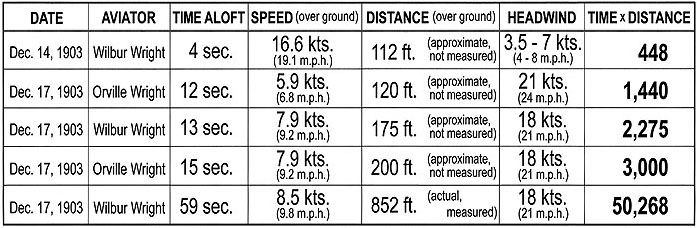 DATE AVIATOR TIME ALOFT SPEED (over ground) DISTANCE (over ground) HEADWIND TIME x DISTANCE
Dec. 14, 1903 Wilbur Wright 4 sec. 16.6 kts. 112 ft. (approximate, 3.5 - 7 kts. 448
(19.1 m.p.h.) not measured) (4 - 8 m.p.h.)
Dec. 17, 1903 Orville Wright 12 sec. 5.9 kts. 120 ft. (approximate, 21 kts. 1,440
(6.8 m.p.h.) not measured) (24 m.p.h.)
Dec. 17, 1903 Wilbur Wright 13 sec. 7.9 kts. 175 ft. (approximate, 18 kts. 2,275
(9.2 m.p.h.) not measured) (21 m.p.h.)
Dec. 17, 1903 Orville Wright 15 sec. 7.9 kts. 200 ft. (approximate, 18 kts. 3,000
(9.2 m.p.h.) not measured) (21 m.p.h.)
Dec. 17, 1903 Wilbur Wright 59 sec. 8.5 kts. 852 ft. (actual, 18 kts. 50,268
(9.8 m.p.h.) measured) (21 m.p.h.)